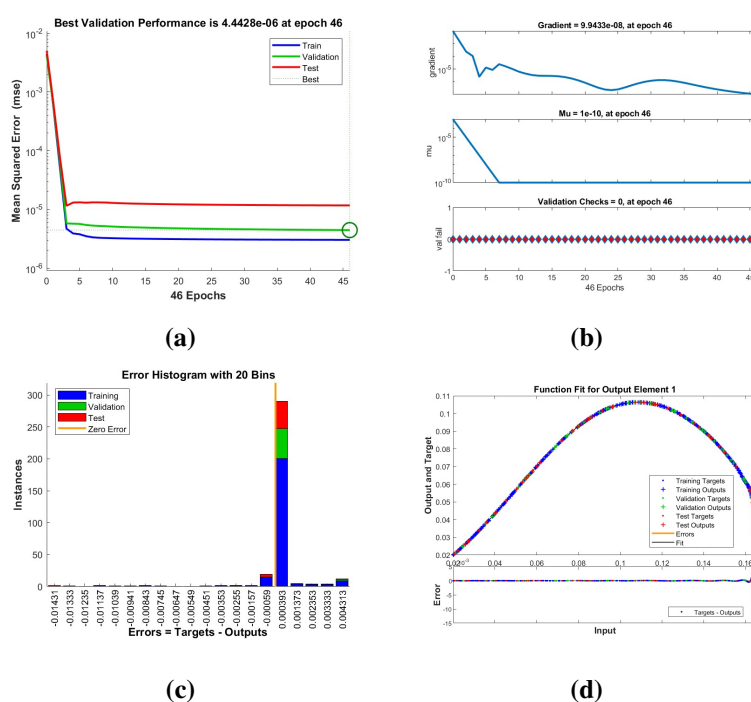 Best Validation Performance is 4.4428e-06 at epoch 46
Mean Squared Error (mse)
10-2
10-3
10-4
10-5
10-6
Train
Validation
Test
Best
0 5 10 15 20 25 30 35 40 45
46 Epochs
(a)
Gradient = 9.9433e-08, at epoch 46
gradient
10-5
Mu = 1e-10, at epoch 46
mu
10-5
10-10
Validation Checks = 0, at epoch 46
val fail
1
0
-1
0 5 10 15 20 25 30 35 40 45
46 Epochs
(b)
Error Histogram with 20 Bins
Instances
300
250
200
150
100
50
0
Training
Validation
Test
Zero Error
-0.01431
-0.01333
-0.01235
-0.01137
-0.01039
-0.00941
-0.00843
-0.00745
-0.00647
-0.00549
-0.00451
-0.00353
-0.00255
-0.00157
-0.00059
0.000393
0.001373
0.002353
0.003333
0.004313
Errors = Targets - Outputs
(c)
Function Fit for Output Element 1
Output and Target
0.11
0.1
0.09
0.08
0.07
0.06
0.05
0.04
0.03
0.02
Training Targets
Training Outputs
Validation Targets
Validation Outputs
Test Targets
Test Outputs
Errors
Fit
0.04 0.06 0.08 0.1 0.12 0.14 0.16
Error
5
0
-5
-10
-15
Targets - Outputs
Input
(d)